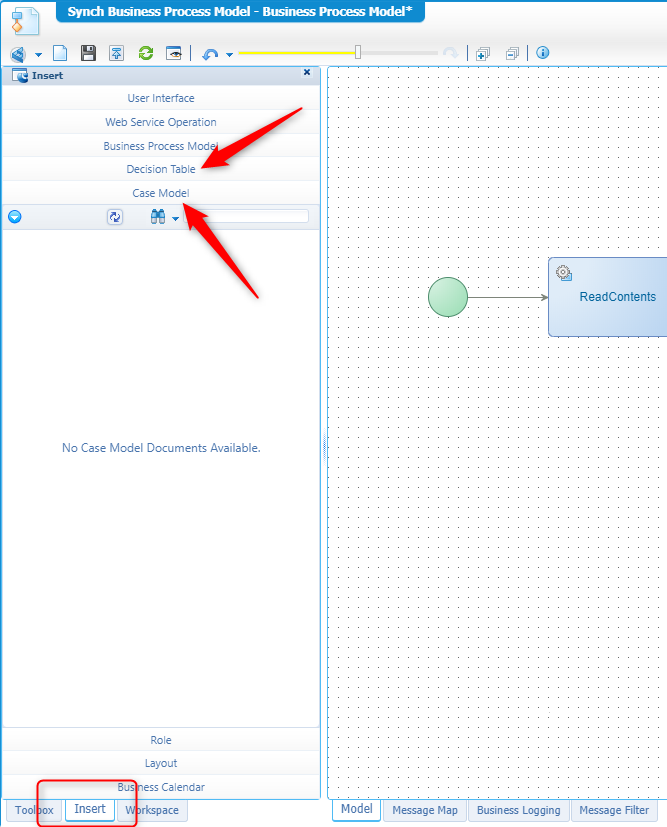 Synch Business Process Model - Business Process Model*
Insert
User Interface
Web Service Operation
Business Process Model
Decision Table
Case Model
No Case Model Documents Available.
Role
Layout
Business Calendar
Toolbox
Insert
Workspace
ReadContents
Model
Message Map
Business Logging
Message Filter